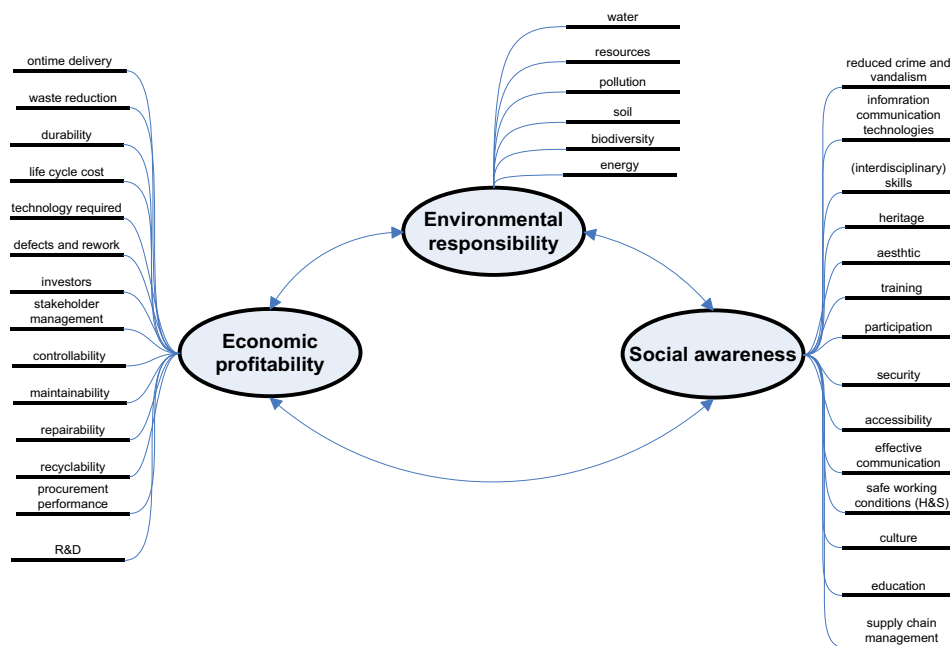 water
resources
pollution
soil
biodiversity
energy
ontime delivery
waste reduction
durability
life cycle cost
technology required
defects and rework
investors
stakeholder
management
controllability
maintainability
repairability
recyclability
procurement
performance
R&D
Environmental
responsibility
Economic
profitability
Social awareness
reduced crime and
vandalism
infomration
communication
technologies
(interdisciplinary)
skills
heritage
aesthtic
training
participation
security
accessibility
effective
communication
safe working
conditions (H&S)
culture
education
supply chain
management